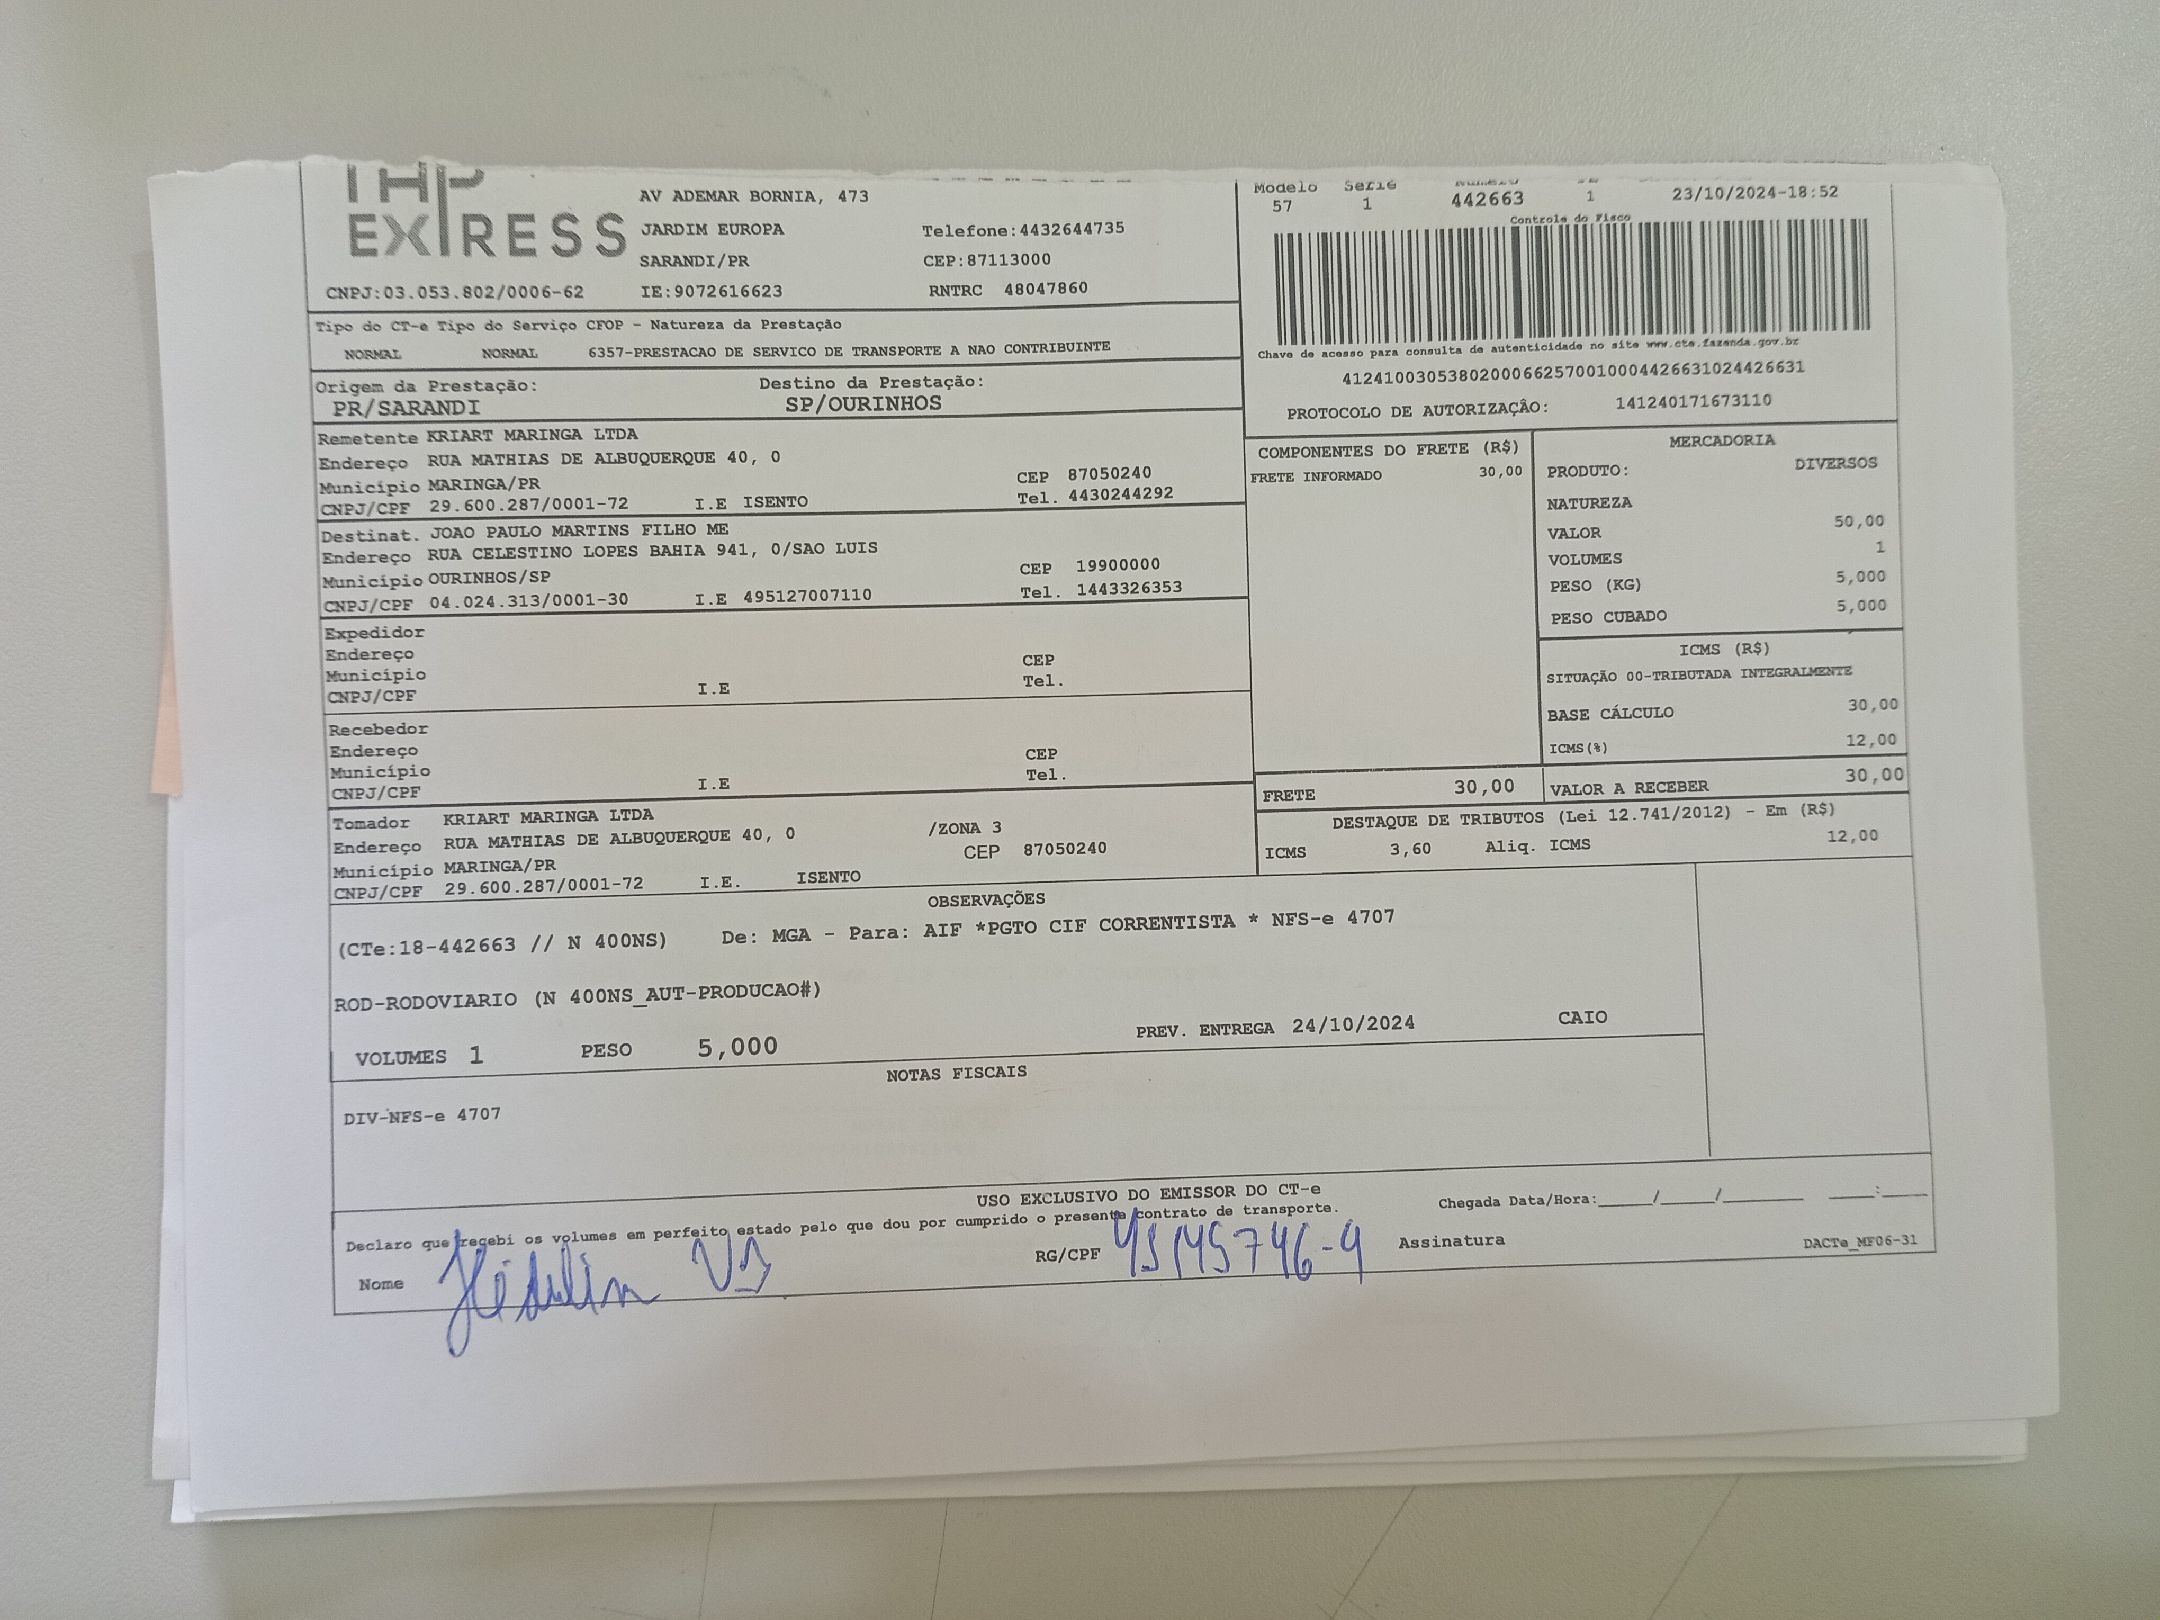 EXPRESS
AV ADEMAR BORNIA, 473
JARDIM EUROPA Telefone:4432644735
SARANDI/PR CEP:87113000
CNPJ:03.053.802/0006-62 IE:9072616623 RNTRC 48047860
Modelo Serie
57 1 442663 1 23/10/2024-18:52
Controle do Fisco
Chave de acesso para consulta de autenticidade no site www.cte.fazenda.gov.br
41241003053802000662570010004426631024426631
PROTOCOLO DE AUTORIZAÇÃO: 141240171673110
Tipo do CT-e Tipo do Serviço CFOP - Natureza da Prestação
NORMAL NORMAL 6357-PRESTACAO DE SERVICO DE TRANSPORTE A NAO CONTRIBUINTE
Origem da Prestação: Destino da Prestação:
PR/SARANDI SP/OURINHOS
Remetente KRIART MARINGA LTDA
Endereço RUA MATHIAS DE ALBUQUERQUE 40, 0
Município MARINGA/PR CEP 87050240
CNPJ/CPF 29.600.287/0001-72 I.E ISENTO Tel. 4430244292
Destinat. JOAO PAULO MARTINS FILHO ME
Endereço RUA CELESTINO LOPES BAHIA 941, 0/SAO LUIS
Município OURINHOS/SP CEP 19900000
CNPJ/CPF 04.024.313/0001-30 I.E 495127007110 Tel. 1443326353
Expedidor
Endereço
Município CEP
CNPJ/CPF I.E Tel.
Recebedor
Endereço
Município CEP
CNPJ/CPF I.E Tel.
Tomador KRIART MARINGA LTDA
Endereço RUA MATHIAS DE ALBUQUERQUE 40, 0 /ZONA 3
Município MARINGA/PR CEP 87050240
CNPJ/CPF 29.600.287/0001-72 I.E. ISENTO
COMPONENTES DO FRETE (R$)
FRETE INFORMADO 30,00
MERCADORIA
PRODUTO: DIVERSOS
NATUREZA
VALOR 50,00
VOLUMES 1
PESO (KG) 5,000
PESO CUBADO 5,000
ICMS (R$)
SITUAÇÃO 00-TRIBUTADA INTEGRALMENTE
BASE CÁLCULO 30,00
ICMS(%) 12,00
FRETE 30,00 VALOR A RECEBER 30,00
DESTAQUE DE TRIBUTOS (Lei 12.741/2012) - Em (R$)
ICMS 3,60 Aliq. ICMS 12,00
OBSERVAÇÕES
(CTe:18-442663 // N 400NS) De: MGA - Para: AIF *PGTO CIF CORRENTISTA * NFS-e 4707
ROD-RODOVIARIO (N 400NS_AUT-PRODUCAO#)
VOLUMES 1 PESO 5,000 PREV. ENTREGA 24/10/2024 CAIO
NOTAS FISCAIS
DIV-NFS-e 4707
USO EXCLUSIVO DO EMISSOR DO CT-e
Declaro que recebi os volumes em perfeito estado pelo que dou por cumprido o presente contrato de transporte.
Chegada Data/Hora:_____/_____/________ ____:____
Nome RG/CPF Assinatura DACTe_MF06-31